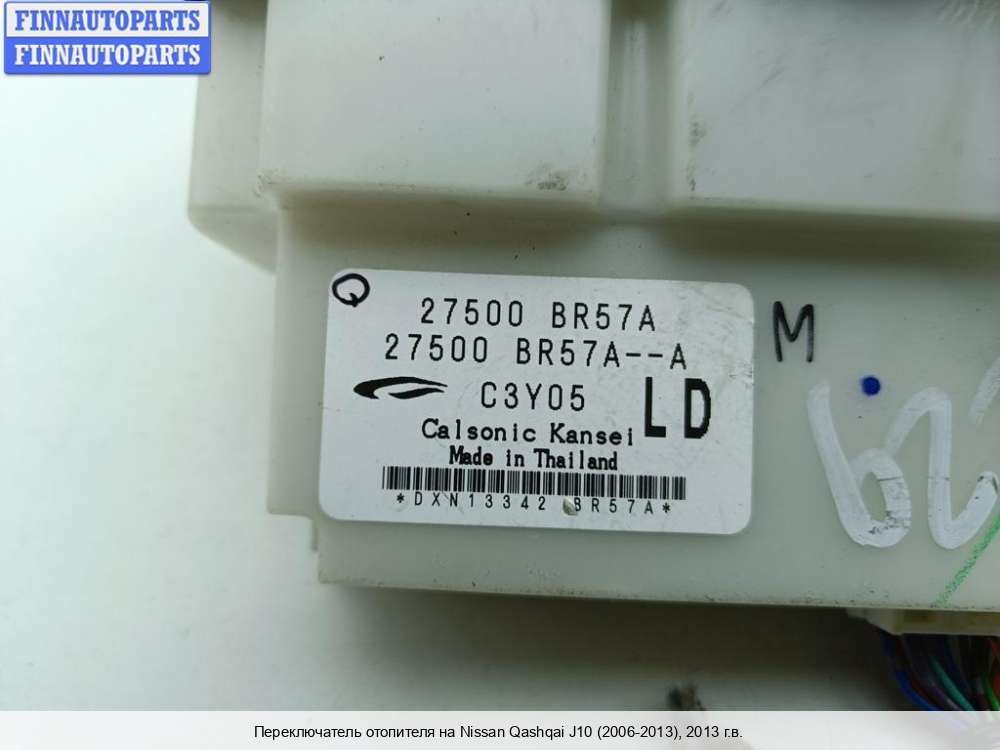 FINNAUTOPARTS
FINNAUTOPARTS
Q
27500 BR57A
27500 BR57A--A
M
C3Y05
LD
Calsonic Kansei
Made in Thailand
*DXN13342 BR57A*
Переключатель отопителя на Nissan Qashqai J10 (2006-2013), 2013 г.в.